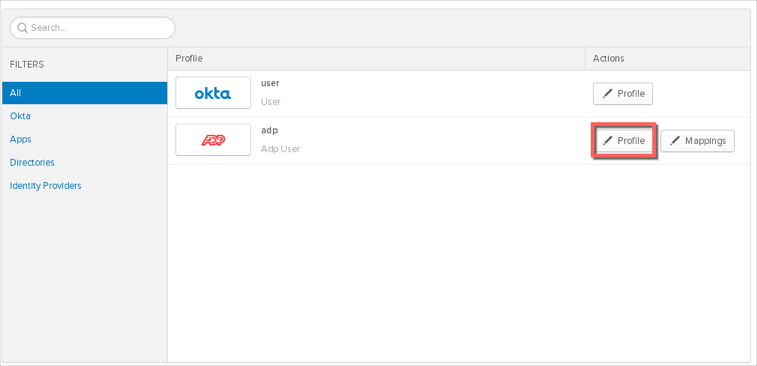 Search...
FILTERS
Profile
Actions
All
Okta
Apps
Directories
Identity Providers
okta
user
User
Profile
ADP
adp
Adp User
Profile
Mappings